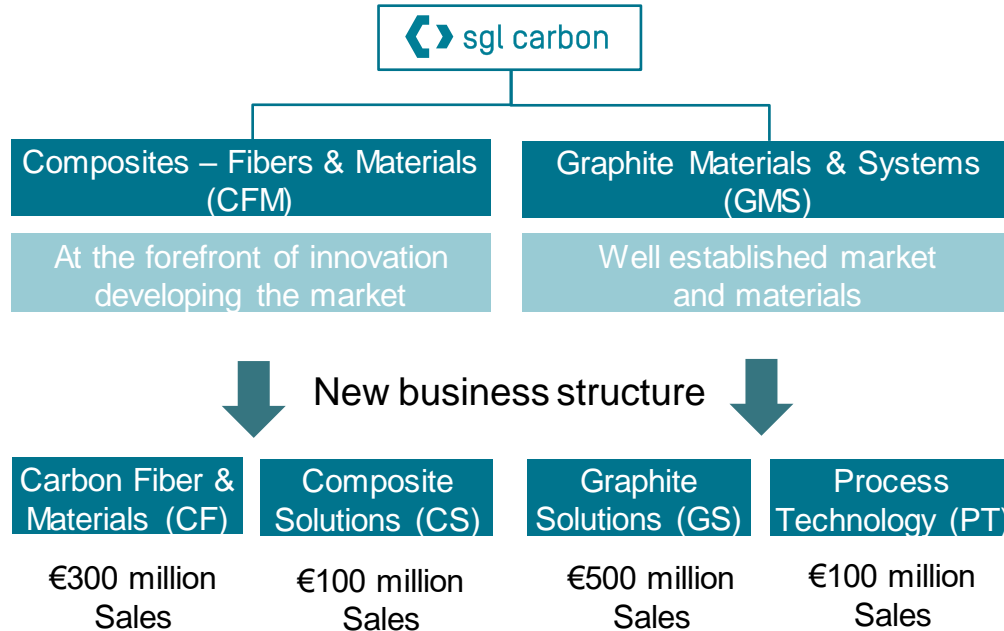 sgl carbon
Composites – Fibers & Materials
(CFM)
Graphite Materials & Systems
(GMS)
At the forefront of innovation
developing the market
Well established market
and materials
New business structure
Carbon Fiber &
Materials (CF)
Composite
Solutions (CS)
Graphite
Solutions (GS)
Process
Technology (PT)
€300 million
Sales
€100 million
Sales
€500 million
Sales
€100 million
Sales